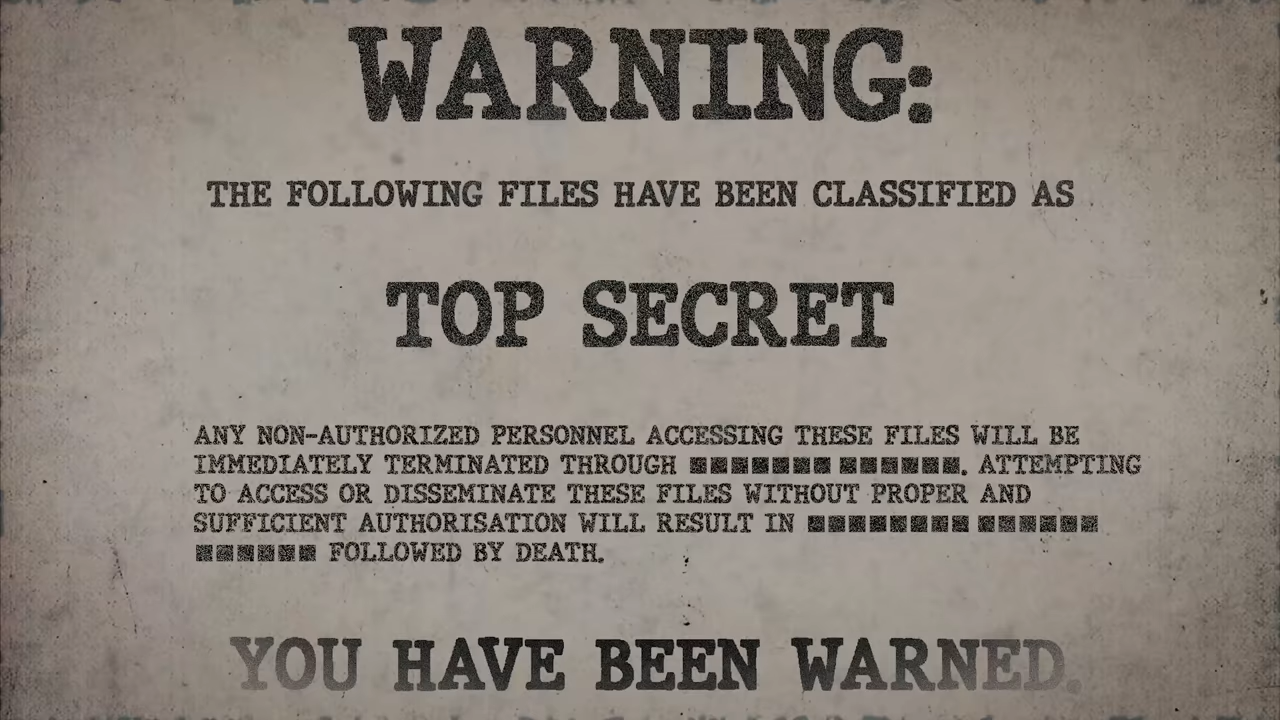 WARNING:
THE FOLLOWING FILES HAVE BEEN CLASSIFIED AS
TOP SECRET
ANY NON-AUTHORIZED PERSONNEL ACCESSING THESE FILES WILL BE
IMMEDIATELY TERMINATED THROUGH ■■■■■■■ ■■■■■■. ATTEMPTING
TO ACCESS OR DISSEMINATE THESE FILES WITHOUT PROPER AND
SUFFICIENT AUTHORISATION WILL RESULT IN ■■■■■■■■ ■■■■■■
■■■■■■ FOLLOWED BY DEATH.
YOU HAVE BEEN WARNED.